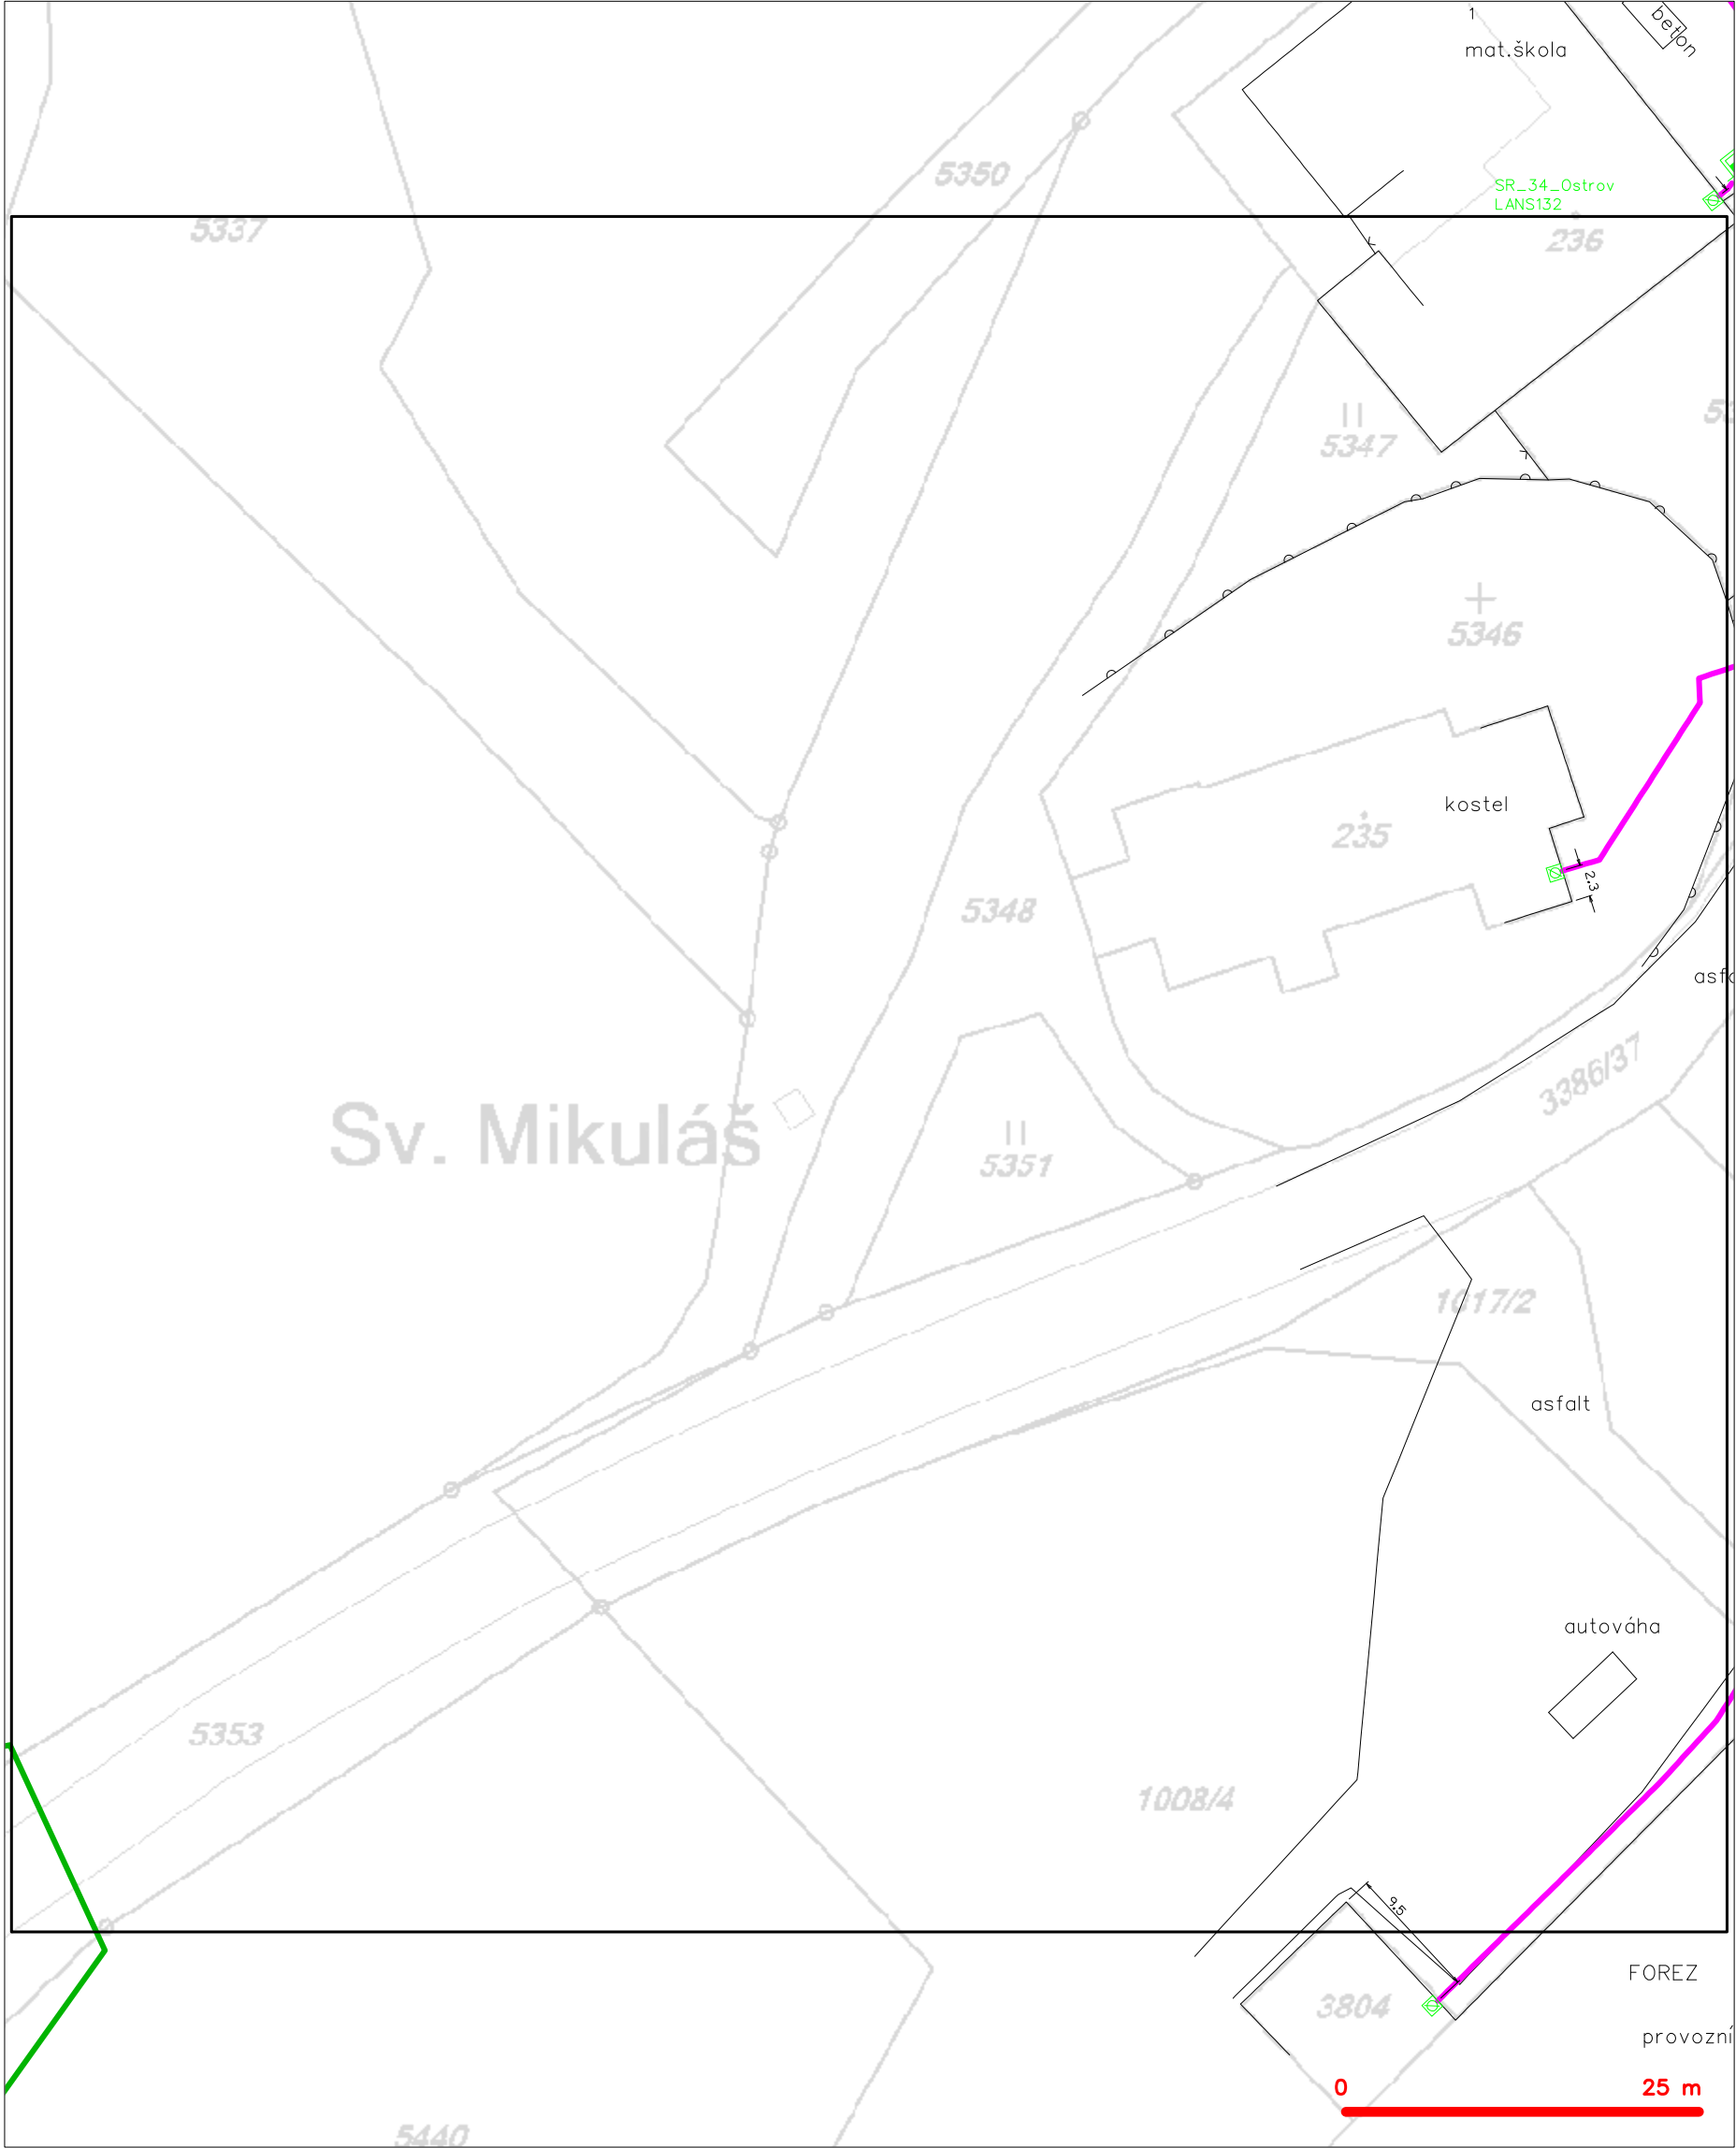 1
beton
mat.škola
5350
SR_34_Ostrov
LANS132
5337
236
5347
5346
kostel
235
2.3
5348
3386/37
Sv. Mikuláš
5351
1017/2
asfalt
autováha
5353
1008/4
9.5
FOREZ
3804
provozní
0
25 m
5440